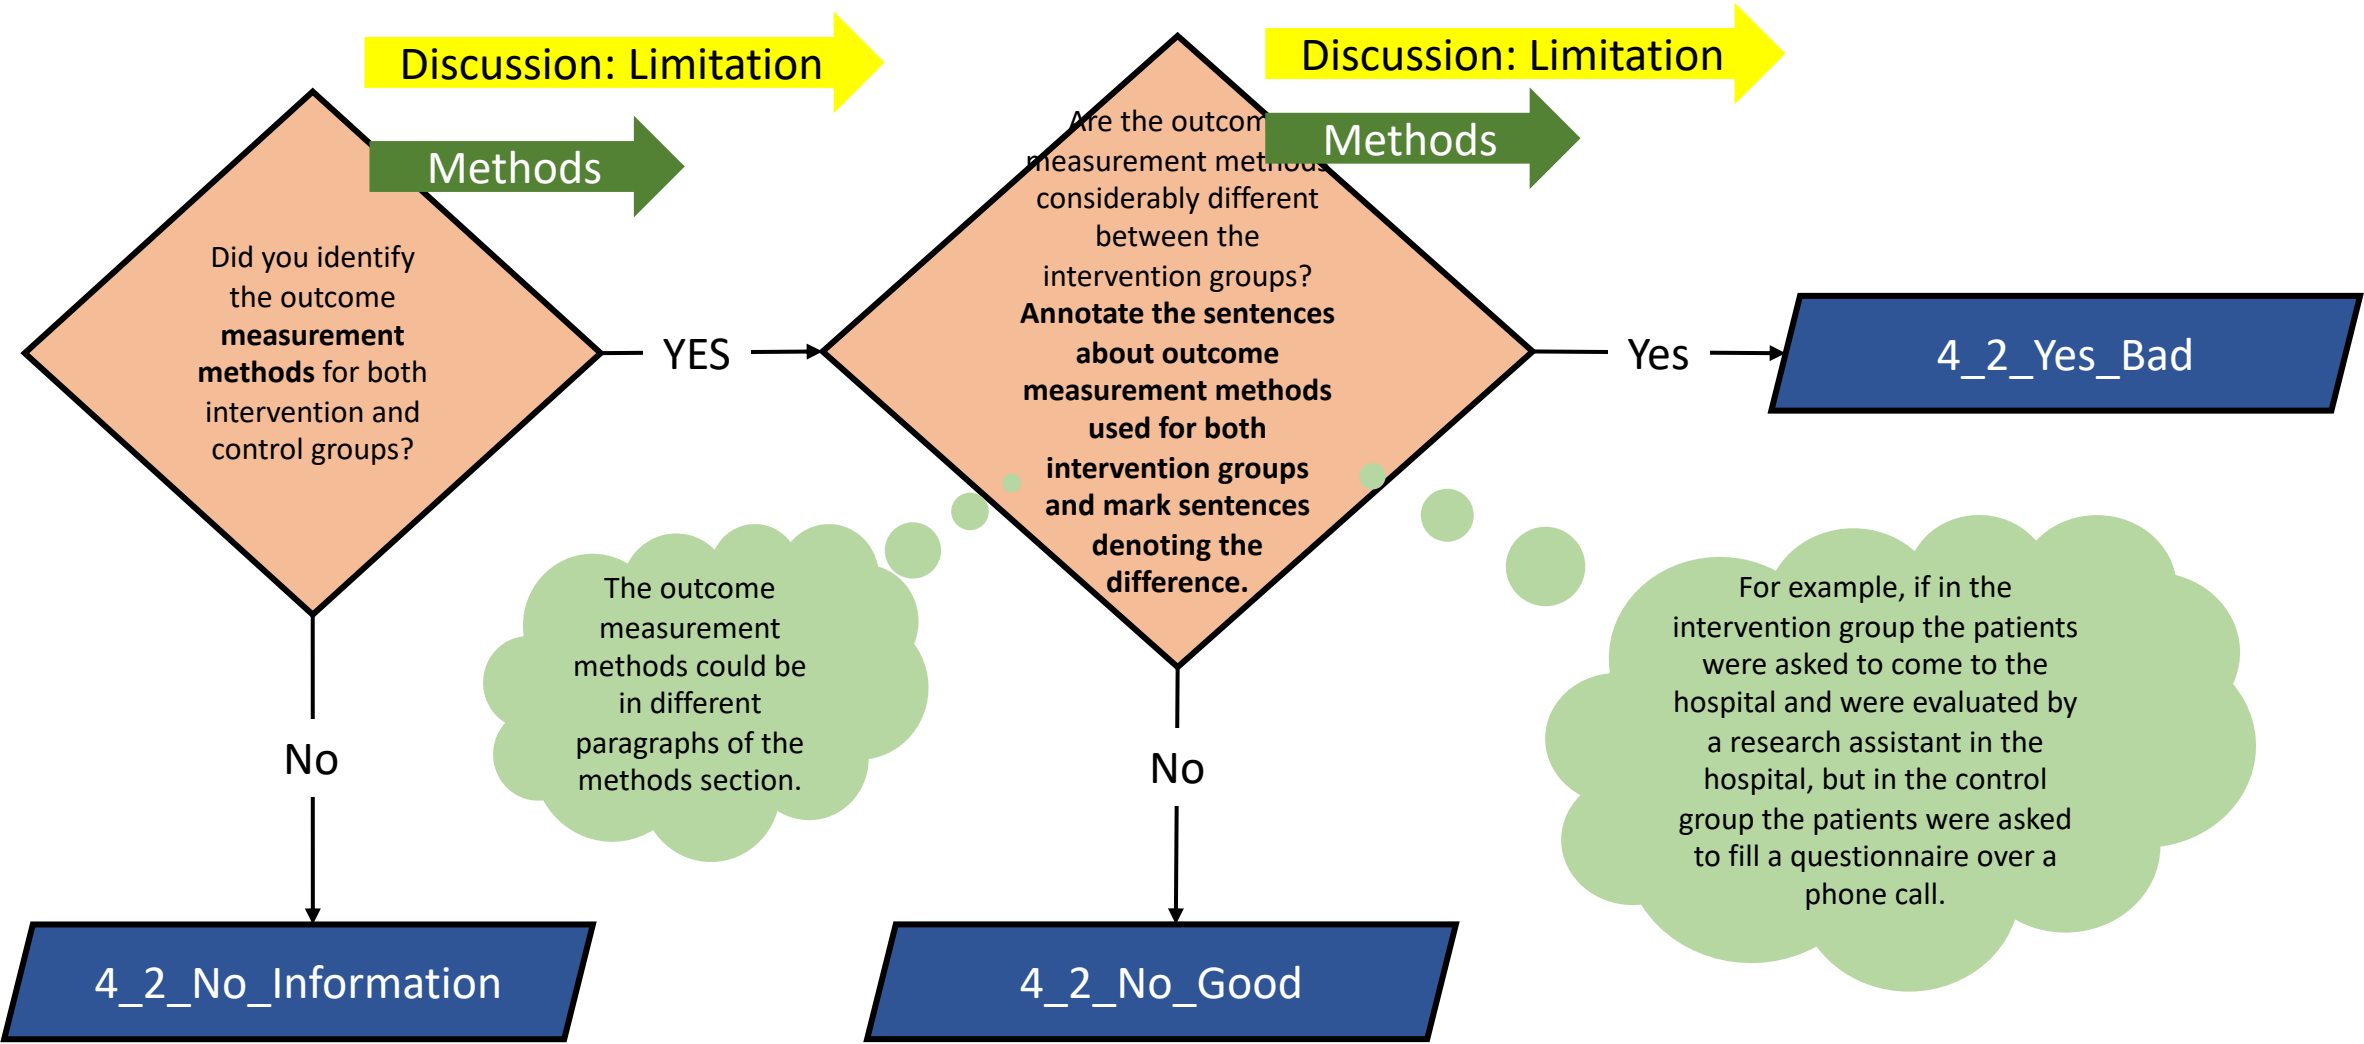 Discussion: Limitation
Methods
Did you identify
the outcome
measurement
methods for both
intervention and
control groups?
YES
No
4_2_No_Information
The outcome
measurement
methods could be
in different
paragraphs of the
methods section.
Discussion: Limitation
Methods
Are the outcom
measurement methods
considerably different
between the
intervention groups?
Annotate the sentences
about outcome
measurement methods
used for both
intervention groups
and mark sentences
denoting the
difference.
Yes
4_2_Yes_Bad
No
4_2_No_Good
For example, if in the
intervention group the patients
were asked to come to the
hospital and were evaluated by
a research assistant in the
hospital, but in the control
group the patients were asked
to fill a questionnaire over a
phone call.